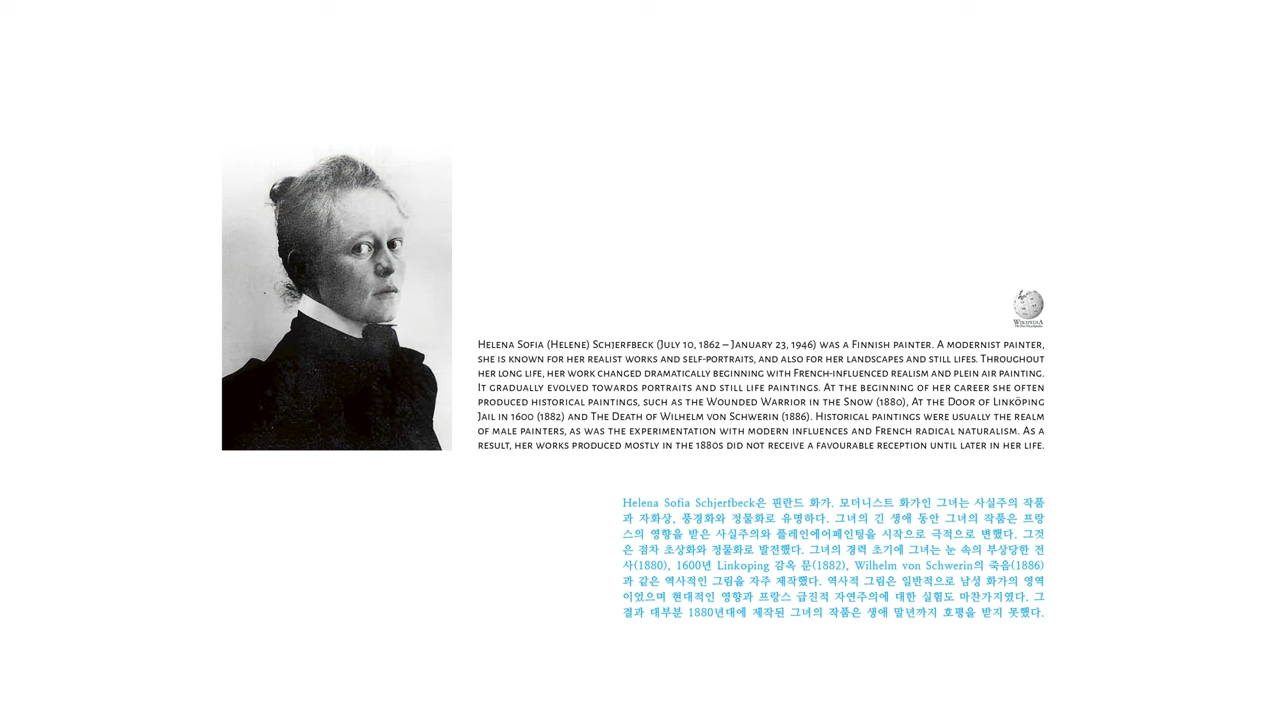 WIKIPEDIA
The Free Encyclopedia
Helena Sofia (Helene) Schjerfbeck (July 10, 1862 – January 23, 1946) was a Finnish painter. A modernist painter,
she is known for her realist works and self-portraits, and also for her landscapes and still lifes. Throughout
her long life, her work changed dramatically beginning with French-influenced realism and plein air painting.
It gradually evolved towards portraits and still life paintings. At the beginning of her career she often
produced historical paintings, such as the Wounded Warrior in the Snow (1880), At the Door of Linköping
Jail in 1600 (1882) and The Death of Wilhelm von Schwerin (1886). Historical paintings were usually the realm
of male painters, as was the experimentation with modern influences and French radical naturalism. As a
result, her works produced mostly in the 1880s did not receive a favourable reception until later in her life.
Helena Sofia Schjerfbeck은 핀란드 화가. 모더니스트 화가인 그녀는 사실주의 작품
과 자화상, 풍경화와 정물화로 유명하다. 그녀의 긴 생애 동안 그녀의 작품은 프랑
스의 영향을 받은 사실주의와 플레인에어페인팅을 시작으로 극적으로 변했다. 그것
은 점차 초상화와 정물화로 발전했다. 그녀의 경력 초기에 그녀는 눈 속의 부상당한 전
사(1880), 1600년 Linkoping 감옥 문(1882), Wilhelm von Schwerin의 죽음(1886)
과 같은 역사적인 그림을 자주 제작했다. 역사적 그림은 일반적으로 남성 화가의 영역
이었으며 현대적인 영향과 프랑스 급진적 자연주의에 대한 실험도 마찬가지였다. 그
결과 대부분 1880년대에 제작된 그녀의 작품은 생애 말년까지 호평을 받지 못했다.